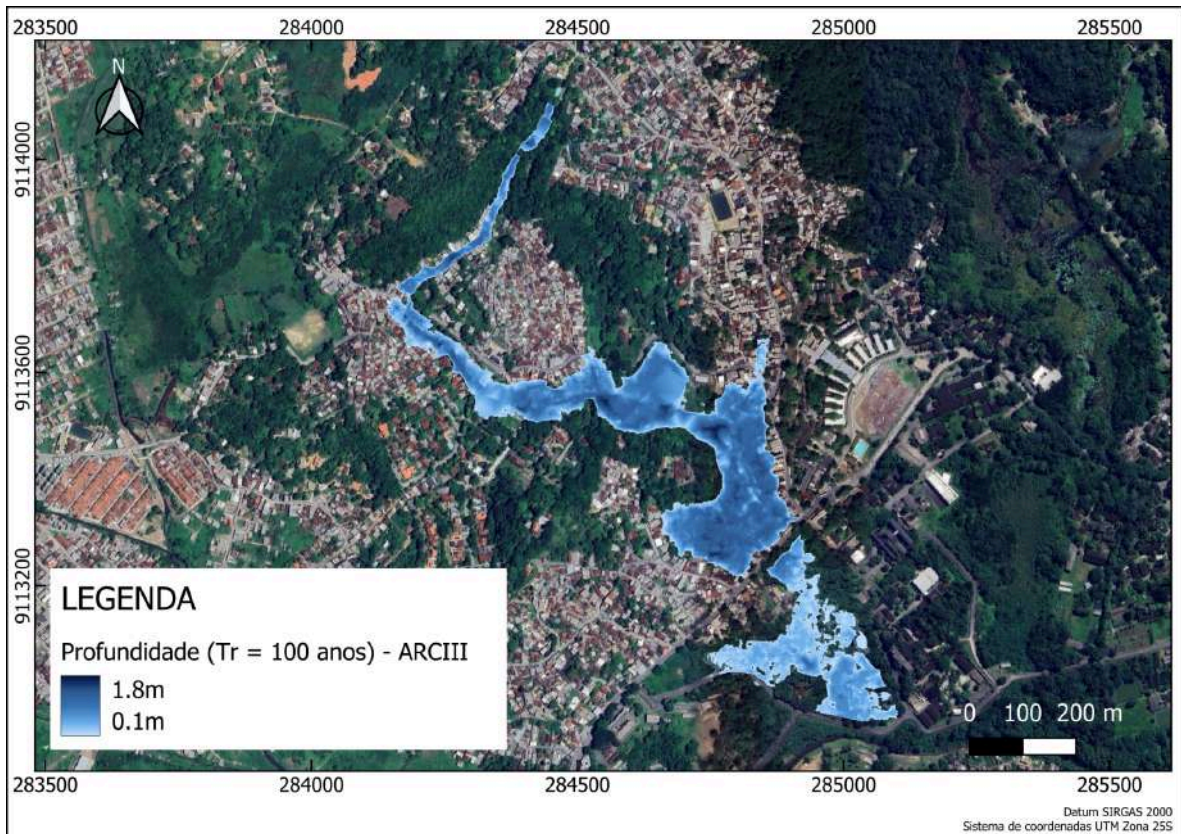 283500 284000 284500 285000 285500
N
9114000
9113600
9113200
LEGENDA
Profundidade (Tr = 100 anos) - ARCIII
1.8m
0.1m
0 100 200 m
283500 284000 284500 285000 285500
Datum SIRGAS 2000
Sistema de coordenadas UTM Zona 25S